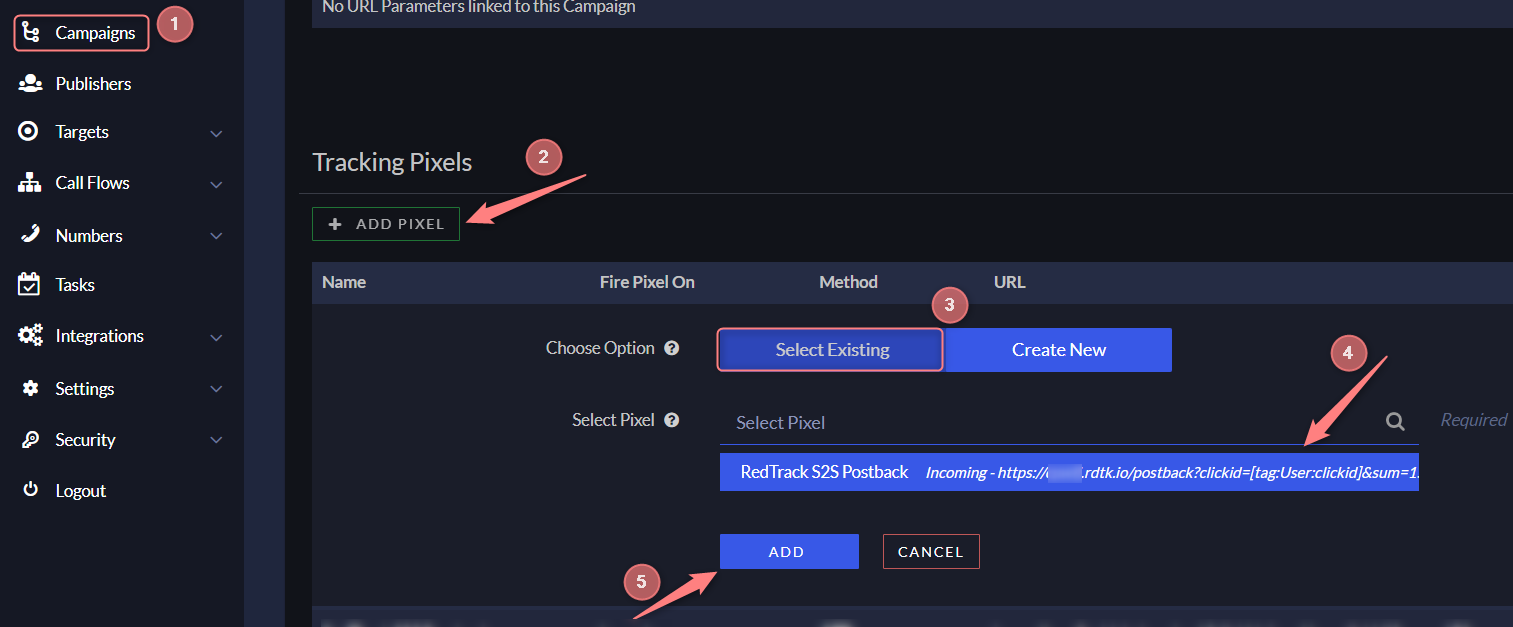 No URL Parameters linked to this Campaign
Campaigns
1
Publishers
Targets
Call Flows
Numbers
Tasks
Integrations
Settings
Security
Logout
Tracking Pixels
2
ADD PIXEL
Name Fire Pixel On Method URL
3
Choose Option Select Existing Create New
4
Select Pixel Select Pixel Required
RedTrack S2S Postback Incoming - https:// .rdtk.io/postback?clickid=[tag:User:clickid]&sum=1
ADD CANCEL
5